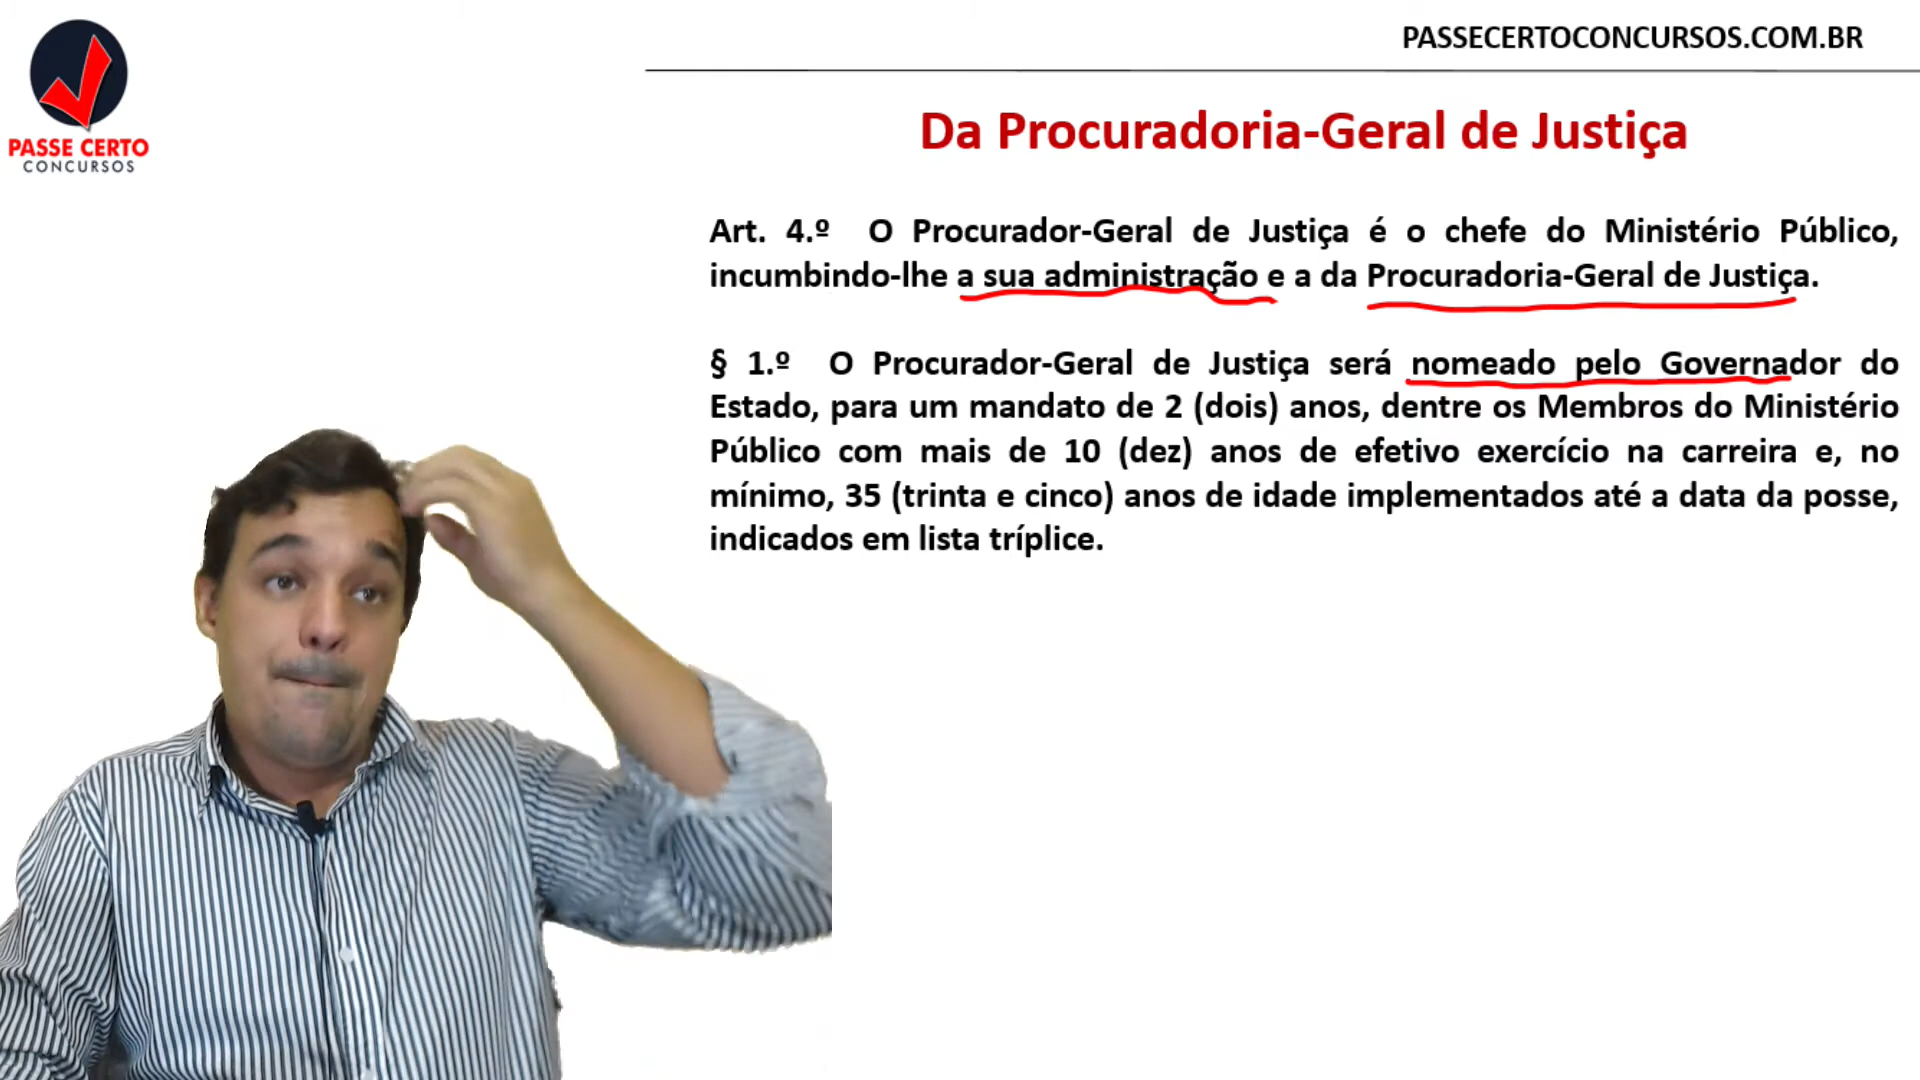 PASSECERTOCONCURSOS.COM.BR
PASSE CERTO
CONCURSOS
Da Procuradoria-Geral de Justiça
Art. 4.º O Procurador-Geral de Justiça é o chefe do Ministério Público,
incumbindo-lhe a sua administração e a da Procuradoria-Geral de Justiça.
§ 1.º O Procurador-Geral de Justiça será nomeado pelo Governador do
Estado, para um mandato de 2 (dois) anos, dentre os Membros do Ministério
Público com mais de 10 (dez) anos de efetivo exercício na carreira e, no
mínimo, 35 (trinta e cinco) anos de idade implementados até a data da posse,
indicados em lista tríplice.